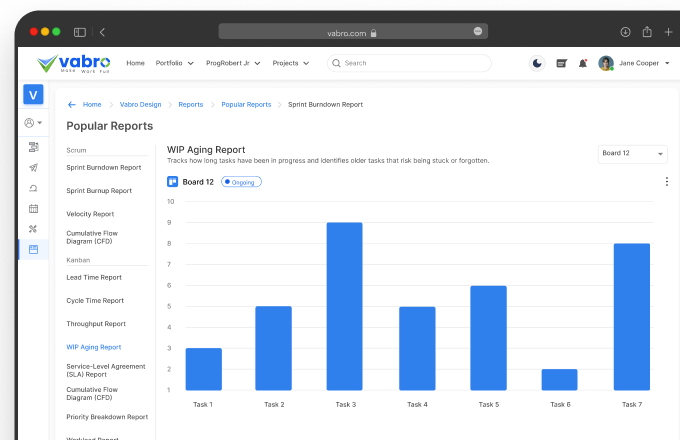 vabro.com
vabro
Make Work Fun
Home
Portfolio
ProgRobert Jr
Projects
Search
Jane Cooper
V
Home
Vabro Design
Reports
Popular Reports
Sprint Burndown Report
Popular Reports
Scrum
Sprint Burndown Report
Sprint Burnup Report
Velocity Report
Cumulative Flow
Diagram (CFD)
Kanban
Lead Time Report
Cycle Time Report
Throughput Report
WIP Aging Report
Service-Level Agreement
(SLA) Report
Cumulative Flow
Diagram (CFD)
Priority Breakdown Report
Workload Report
WIP Aging Report
Tracks how long tasks have been in progress and identifies older tasks that risk being stuck or forgotten.
Board 12
Board 12
Ongoing
10
9
8
7
6
5
4
3
2
1
Task 1
Task 2
Task 3
Task 4
Task 5
Task 6
Task 7